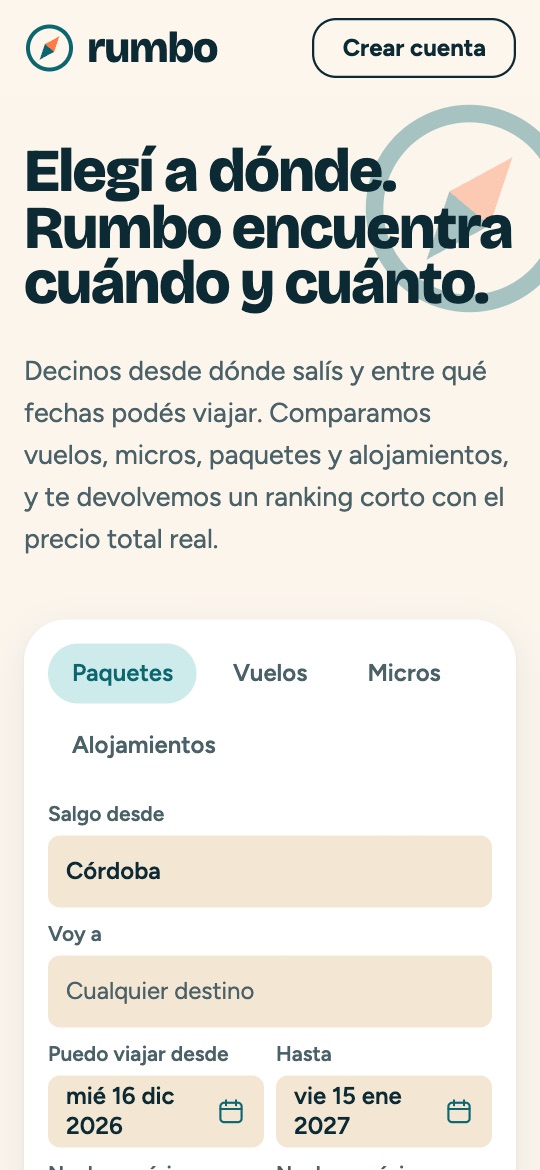 rumbo
Crear cuenta
Elegí a dónde.
Rumbo encuentra
cuándo y cuánto.
Decinos desde dónde salís y entre qué
fechas podés viajar. Comparamos
vuelos, micros, paquetes y alojamientos,
y te devolvemos un ranking corto con el
precio total real.
Paquetes
Vuelos
Micros
Alojamientos
Salgo desde
Córdoba
Voy a
Cualquier destino
Puedo viajar desde
Hasta
mié 16 dic
2026
vie 15 ene
2027